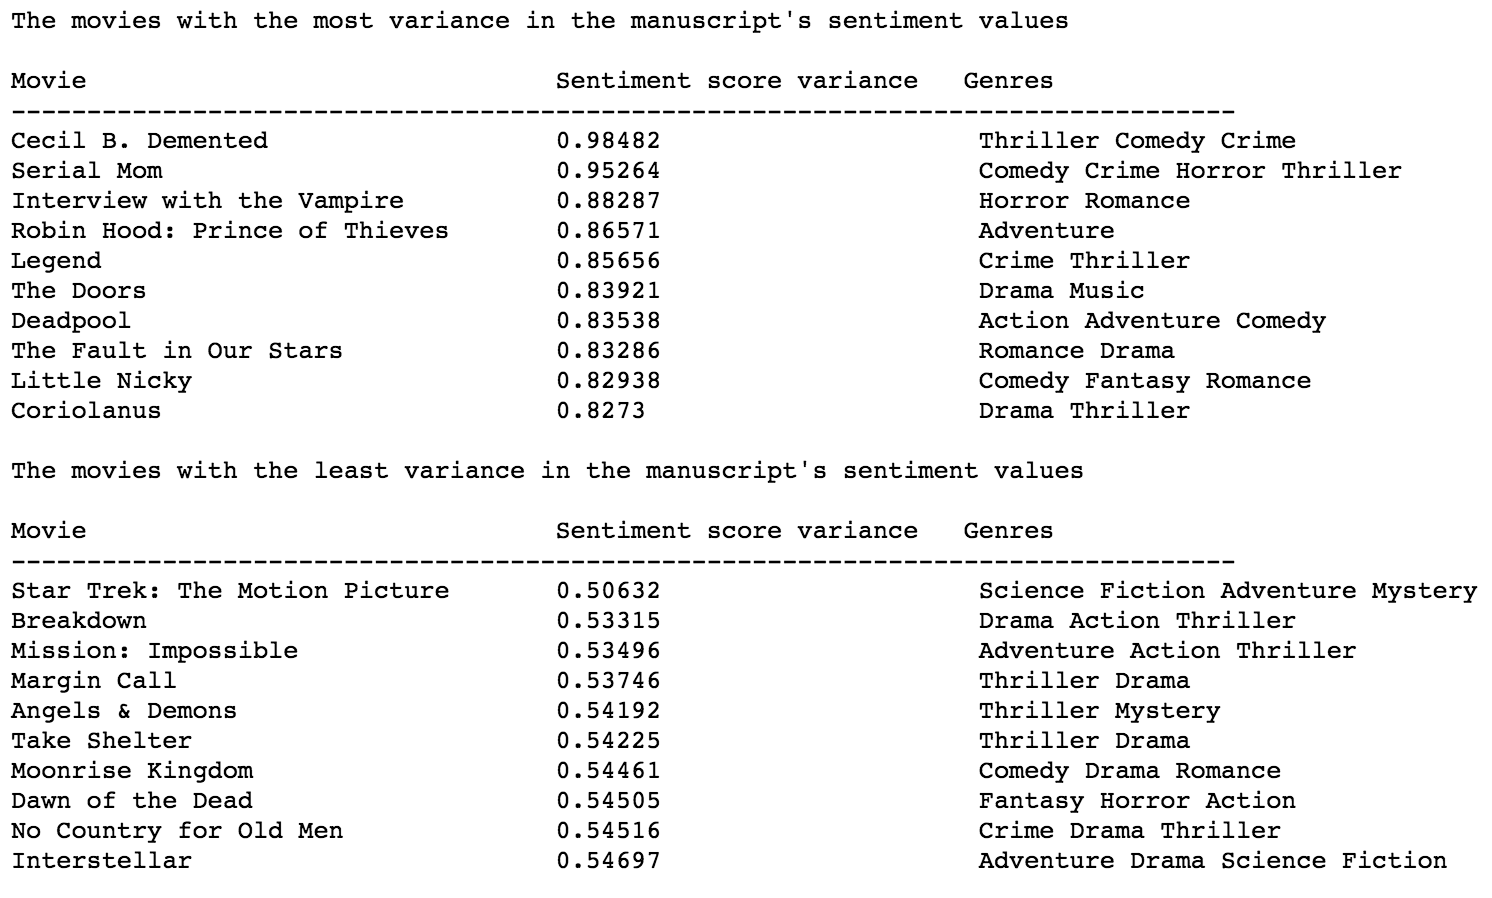 The movies with the most variance in the manuscript's sentiment values
Movie Sentiment score variance Genres
---------------------------------------------------------------------------------
Cecil B. Demented 0.98482 Thriller Comedy Crime
Serial Mom 0.95264 Comedy Crime Horror Thriller
Interview with the Vampire 0.88287 Horror Romance
Robin Hood: Prince of Thieves 0.86571 Adventure
Legend 0.85656 Crime Thriller
The Doors 0.83921 Drama Music
Deadpool 0.83538 Action Adventure Comedy
The Fault in Our Stars 0.83286 Romance Drama
Little Nicky 0.82938 Comedy Fantasy Romance
Coriolanus 0.8273 Drama Thriller
The movies with the least variance in the manuscript's sentiment values
Movie Sentiment score variance Genres
---------------------------------------------------------------------------------
Star Trek: The Motion Picture 0.50632 Science Fiction Adventure Mystery
Breakdown 0.53315 Drama Action Thriller
Mission: Impossible 0.53496 Adventure Action Thriller
Margin Call 0.53746 Thriller Drama
Angels & Demons 0.54192 Thriller Mystery
Take Shelter 0.54225 Thriller Drama
Moonrise Kingdom 0.54461 Comedy Drama Romance
Dawn of the Dead 0.54505 Fantasy Horror Action
No Country for Old Men 0.54516 Crime Drama Thriller
Interstellar 0.54697 Adventure Drama Science Fiction